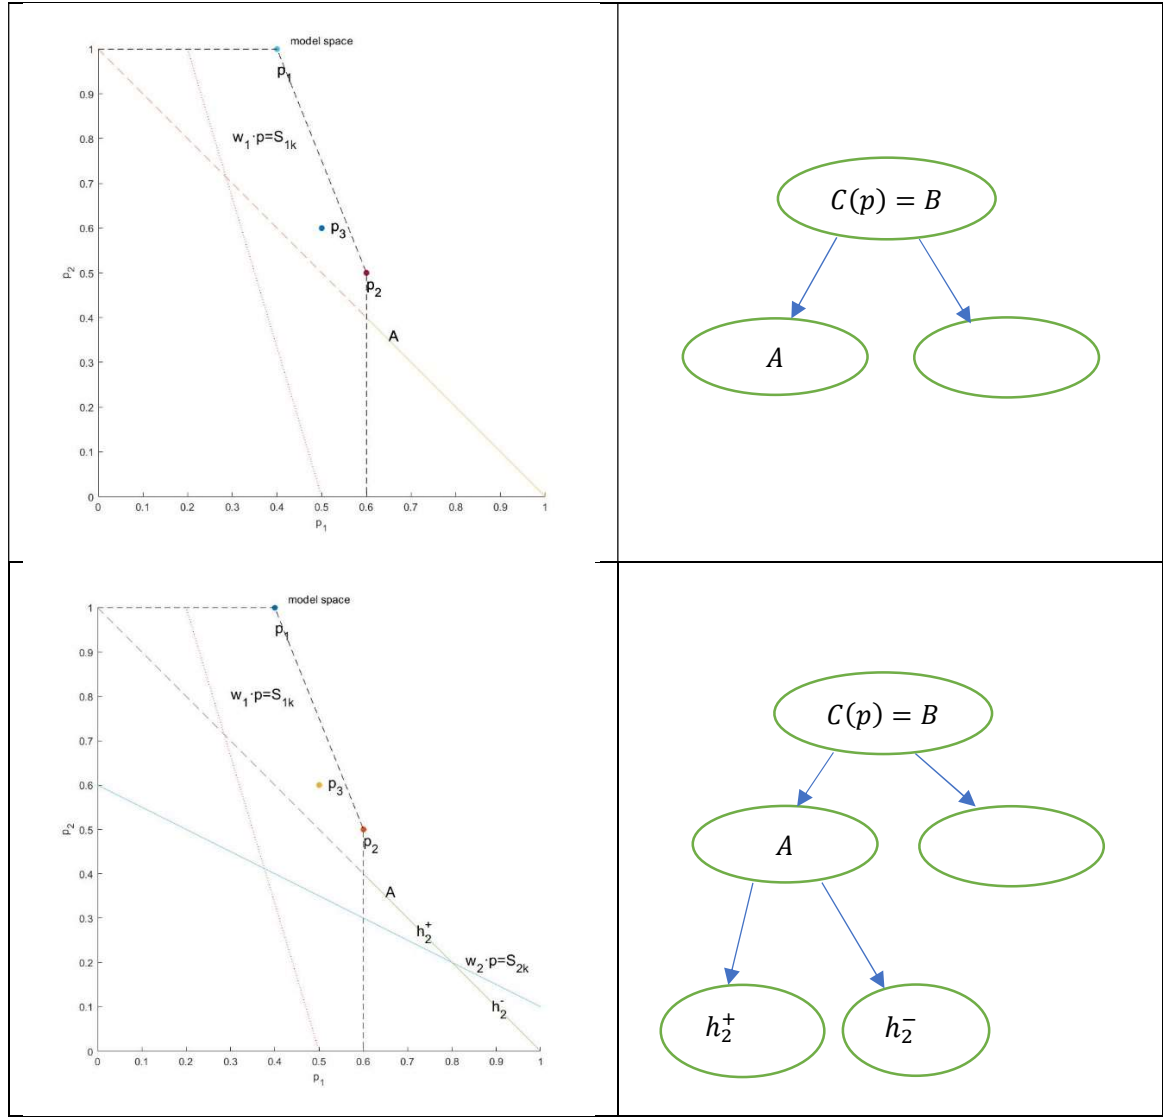 model space
1
p₁
0.9
w₁·p=S₁ₖ
0.8
0.7
0.6
p₃
p₂
0.5
p₂
0.4
A
0.3
0.2
0.1
0
0 0.1 0.2 0.3 0.4 0.5 0.6 0.7 0.8 0.9 1
p₁
C(p) = B
A
model space
1
p₁
0.9
w₁·p=S₁ₖ
0.8
0.7
0.6
p₃
p₂
0.5
p₂
0.4
A
0.3
h₂⁺
0.2
w₂·p=S₂ₖ
0.1
h₂⁻
0
0 0.1 0.2 0.3 0.4 0.5 0.6 0.7 0.8 0.9 1
p₁
C(p) = B
A
h₂⁺ h₂⁻